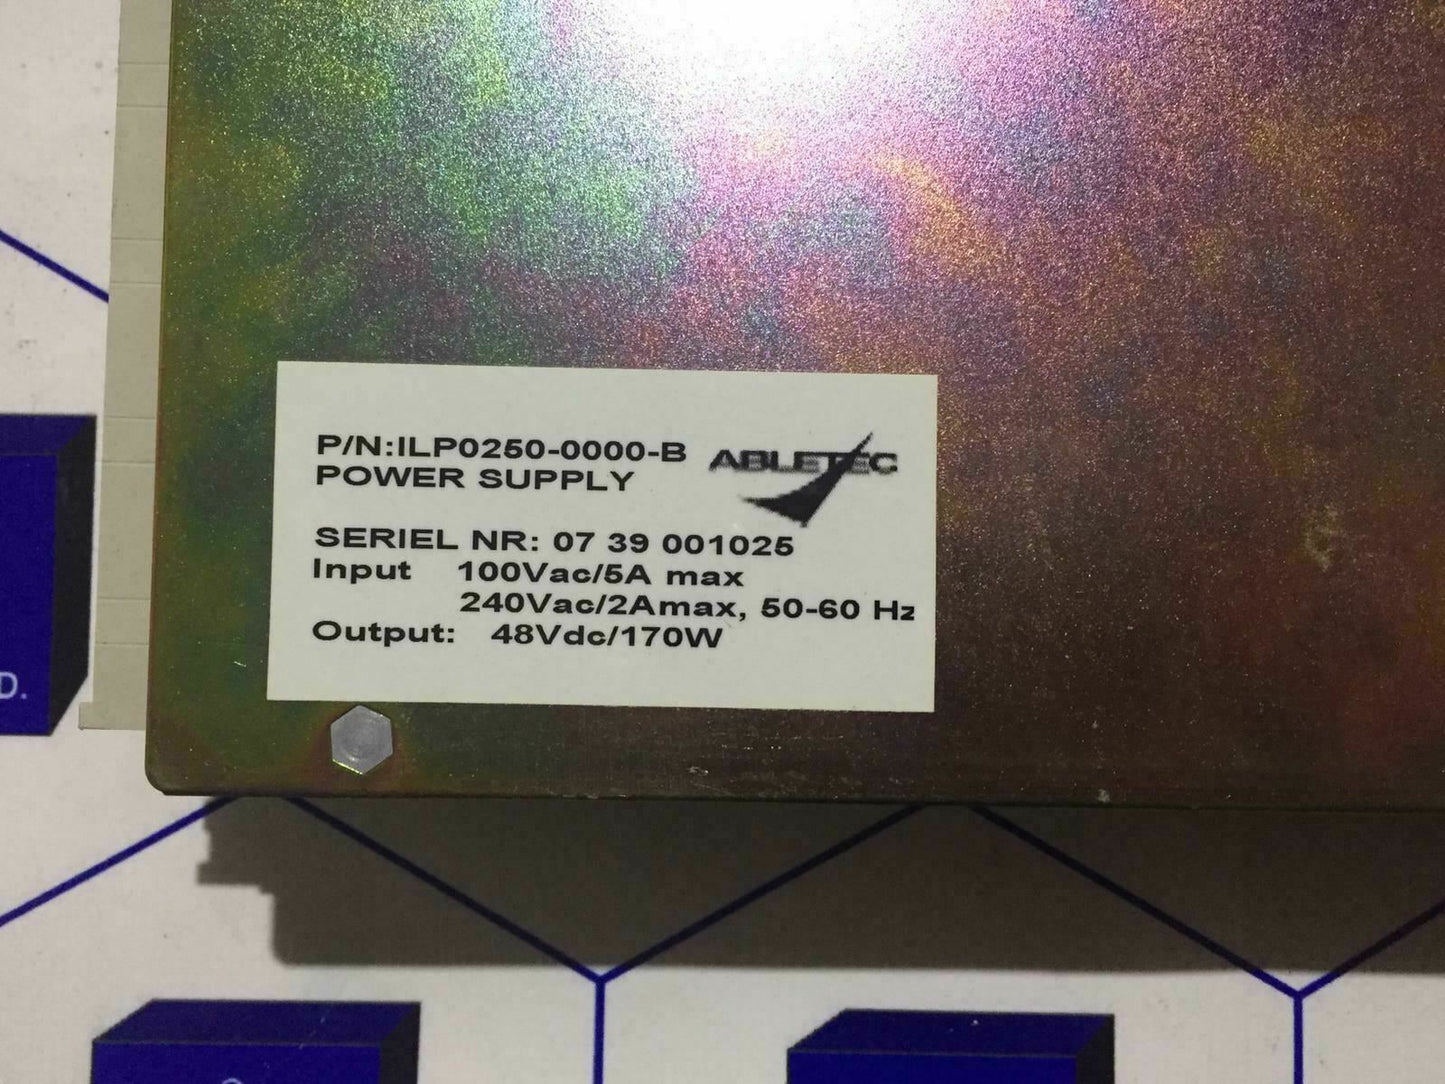 P/N:ILP0250-0000-B ABLETEC
POWER SUPPLY
SERIEL NR: 07 39 001025
Input 100Vac/5A max
240Vac/2Amax, 50-60 Hz
Output: 48Vdc/170W
D.